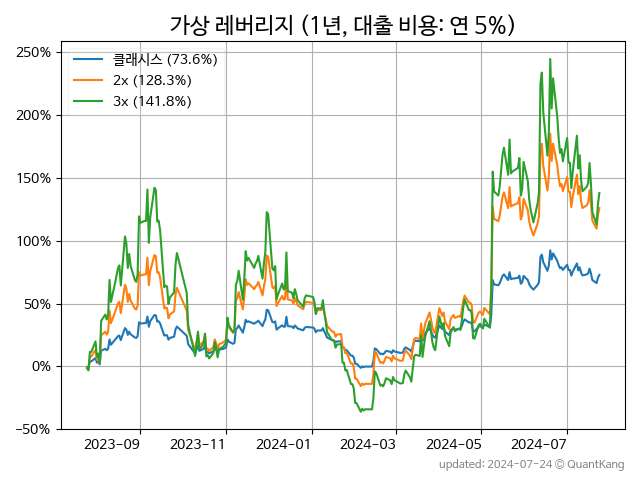 가상 레버리지 (1년, 대출 비용: 연 5%)
클래시스 (73.6%)
2x (128.3%)
3x (141.8%)
250%
200%
150%
100%
50%
0%
−50%
2023-09 2023-11 2024-01 2024-03 2024-05 2024-07
updated: 2024-07-24 © QuantKang